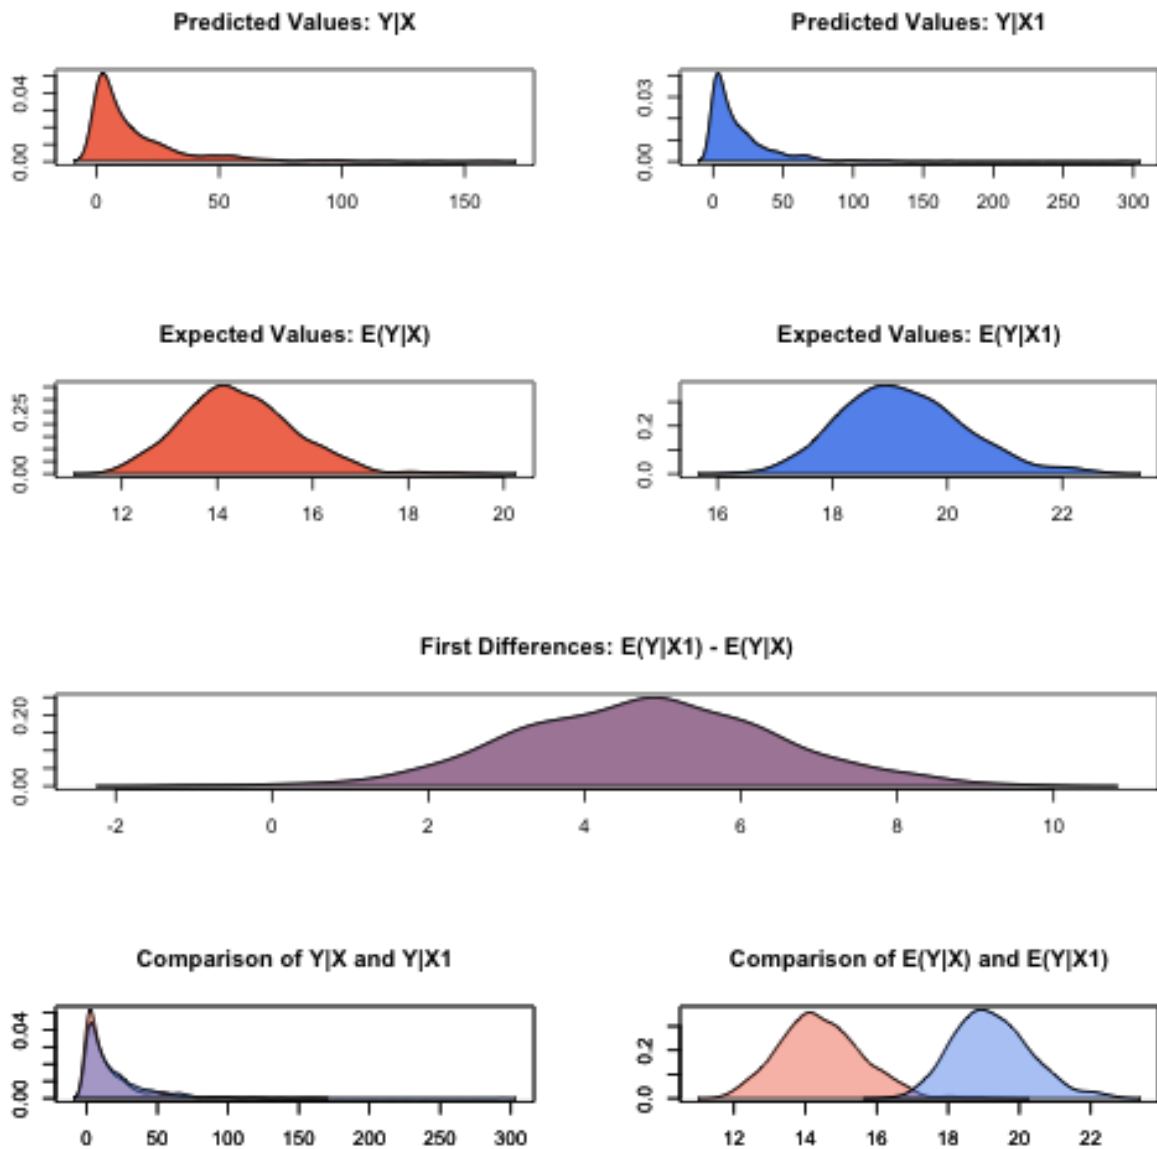 Predicted Values: Y|X
Predicted Values: Y|X1
0.00 0.04
0 50 100 150
0.00 0.03
0 50 100 150 200 250 300
Expected Values: E(Y|X)
Expected Values: E(Y|X1)
0.00 0.25
12 14 16 18 20
0.0 0.2
16 18 20 22
First Differences: E(Y|X1) - E(Y|X)
0.00 0.20
-2 0 2 4 6 8 10
Comparison of Y|X and Y|X1
Comparison of E(Y|X) and E(Y|X1)
0.00 0.04
0 50 100 150 200 250 300
0.0 0.2
12 14 16 18 20 22